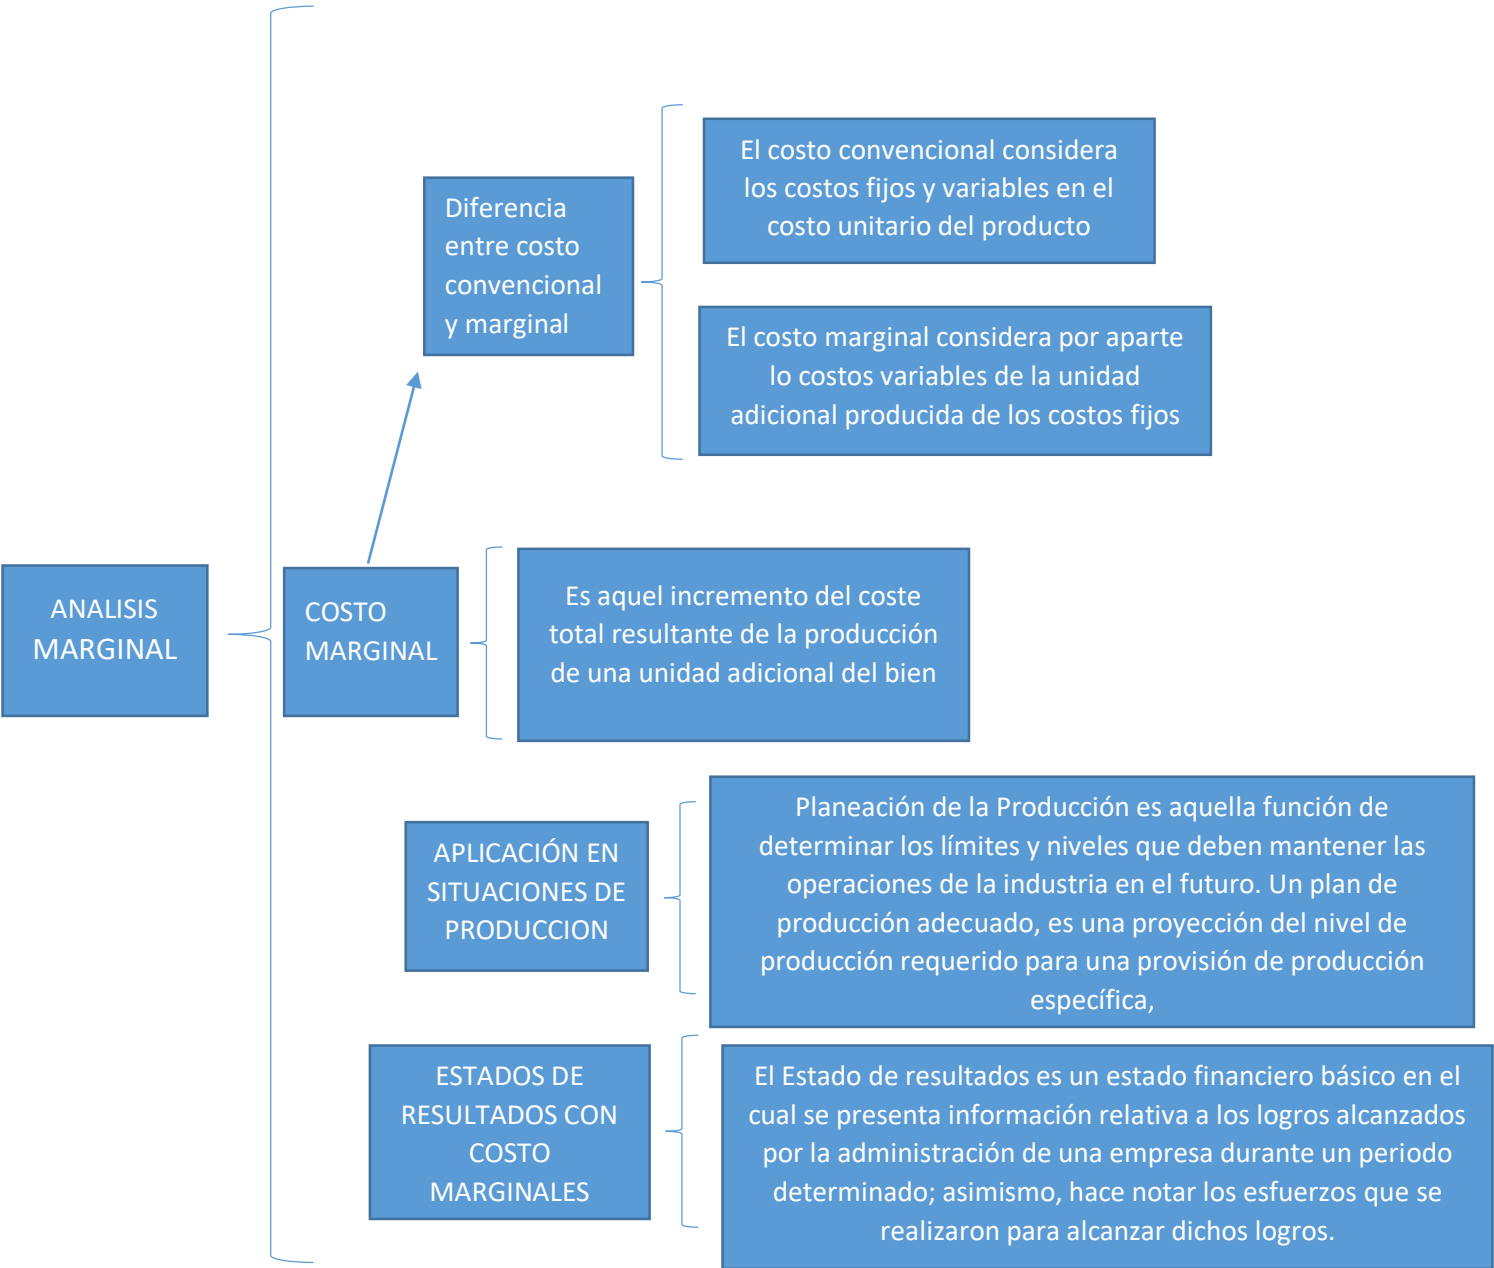 ANALISIS
MARGINAL
Diferencia
entre costo
convencional
y marginal
El costo convencional considera
los costos fijos y variables en el
costo unitario del producto
El costo marginal considera por aparte
lo costos variables de la unidad
adicional producida de los costos fijos
COSTO
MARGINAL
Es aquel incremento del coste
total resultante de la producción
de una unidad adicional del bien
APLICACIÓN EN
SITUACIONES DE
PRODUCCION
Planeación de la Producción es aquella función de
determinar los límites y niveles que deben mantener las
operaciones de la industria en el futuro. Un plan de
producción adecuado, es una proyección del nivel de
producción requerido para una provisión de producción
específica,
ESTADOS DE
RESULTADOS CON
COSTO
MARGINALES
El Estado de resultados es un estado financiero básico en el
cual se presenta información relativa a los logros alcanzados
por la administración de una empresa durante un periodo
determinado; asimismo, hace notar los esfuerzos que se
realizaron para alcanzar dichos logros.